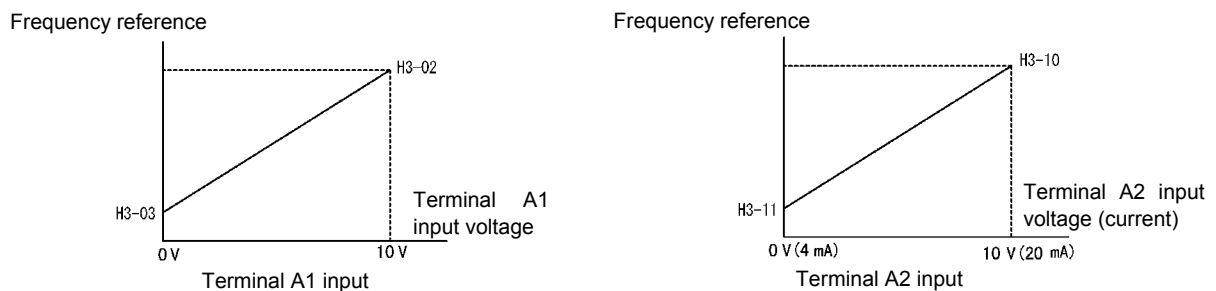 Frequency reference
H3-02
H3-03
Terminal A1
input voltage
0V
10 V
Terminal A1 input
Frequency reference
H3-10
H3-11
Terminal A2 input
voltage (current)
0 V (4 mA)
10 V (20 mA)
Terminal A2 input